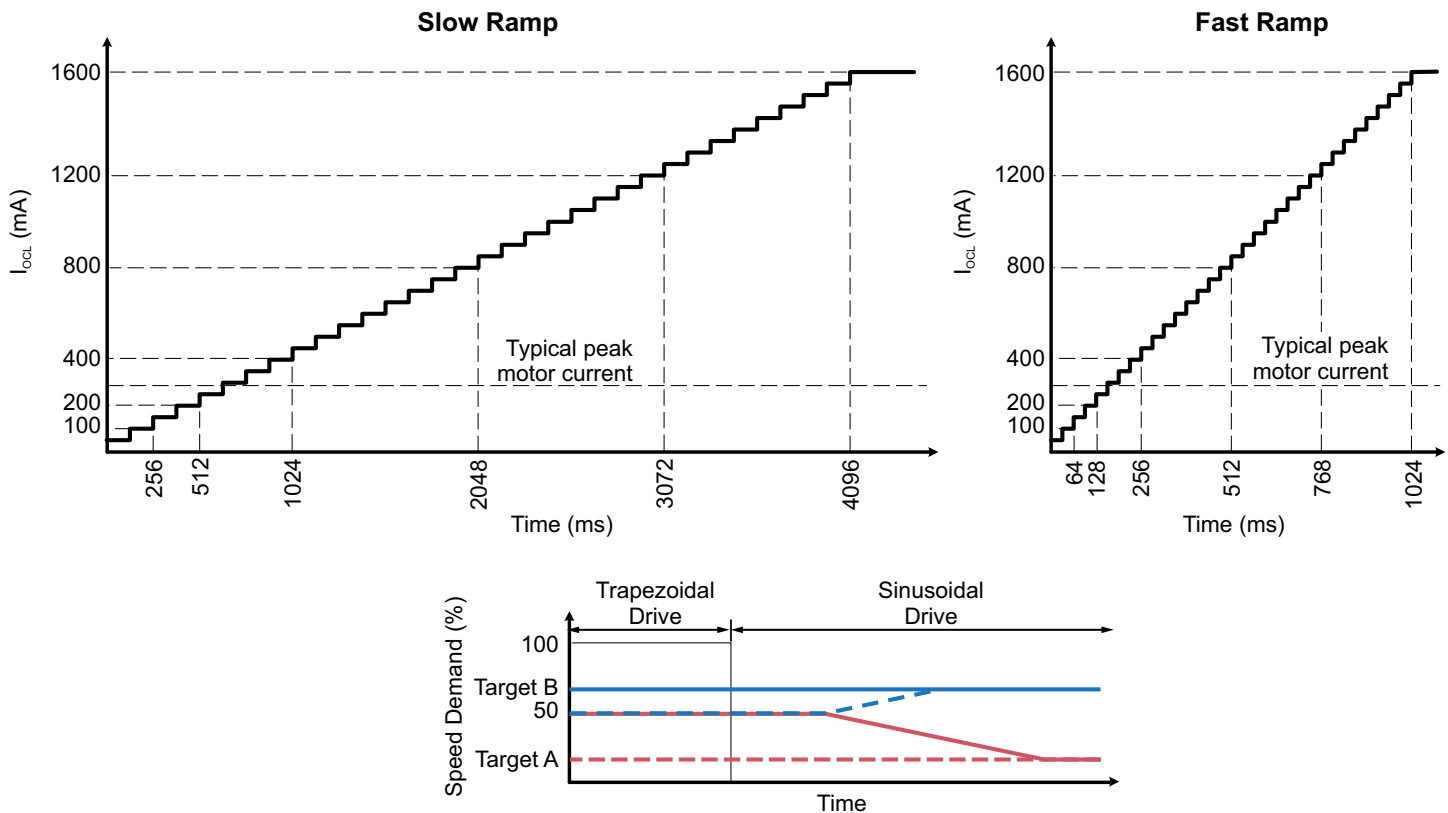 Slow Ramp
1600
1200
800
400
200
100
I_OCL (mA)
Typical peak
motor current
256
512
1024
2048
3072
4096
Time (ms)
Fast Ramp
1600
1200
800
400
200
100
I_OCL (mA)
Typical peak
motor current
64
128
256
512
768
1024
Time (ms)
Trapezoidal
Drive
Sinusoidal
Drive
Speed Demand (%)
100
Target B
50
Target A
Time